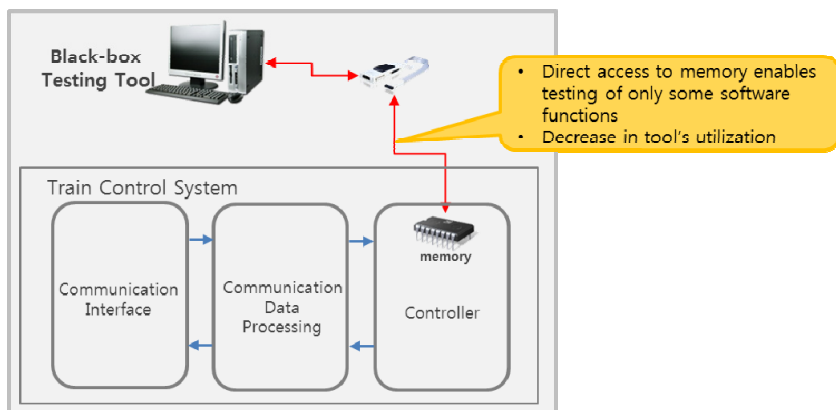 Black-box
Testing Tool
• Direct access to memory enables
testing of only some software
functions
• Decrease in tool's utilization
Train Control System
Communication
Interface
Communication
Data
Processing
memory
Controller